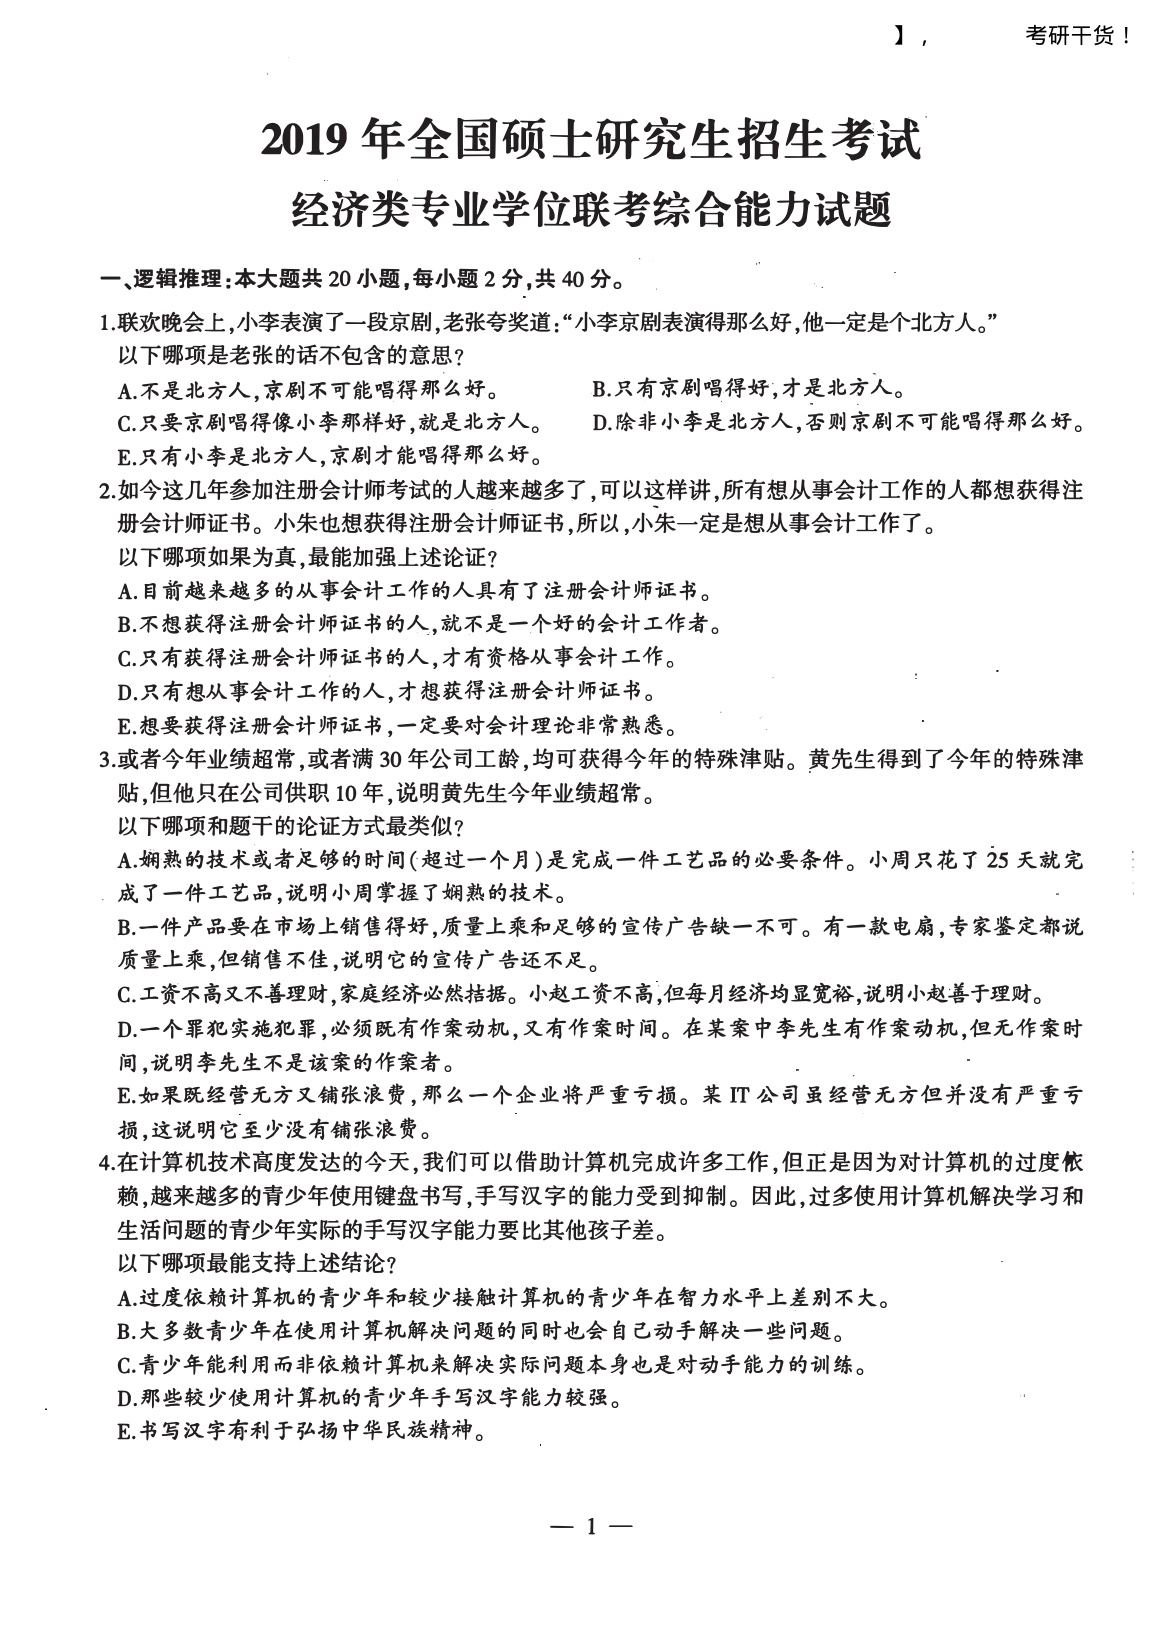 】， 考研干货！
2019 年全国硕士研究生招生考试
经济类专业学位联考综合能力试题
一、逻辑推理:本大题共 20 小题,每小题 2 分,共 40 分。
1.联欢晚会上,小李表演了一段京剧,老张夸奖道:“小李京剧表演得那么好,他一定是个北方人。”
以下哪项是老张的话不包含的意思?
A.不是北方人,京剧不可能唱得那么好。 B.只有京剧唱得好,才是北方人。
C.只要京剧唱得像小李那样好,就是北方人。 D.除非小李是北方人,否则京剧不可能唱得那么好。
E.只有小李是北方人,京剧才能唱得那么好。
2.如今这几年参加注册会计师考试的人越来越多了,可以这样讲,所有想从事会计工作的人都想获得注
册会计师证书。小朱也想获得注册会计师证书,所以,小朱一定是想从事会计工作了。
以下哪项如果为真,最能加强上述论证?
A.目前越来越多的从事会计工作的人具有了注册会计师证书。
B.不想获得注册会计师证书的人,就不是一个好的会计工作者。
C.只有获得注册会计师证书的人,才有资格从事会计工作。
D.只有想从事会计工作的人,才想获得注册会计师证书。
E.想要获得注册会计师证书,一定要对会计理论非常熟悉。
3.或者今年业绩超常,或者满 30 年公司工龄,均可获得今年的特殊津贴。黄先生得到了今年的特殊津
贴,但他只在公司供职 10 年,说明黄先生今年业绩超常。
以下哪项和题干的论证方式最类似?
A.娴熟的技术或者足够的时间(超过一个月)是完成一件工艺品的必要条件。小周只花了 25 天就完
成了一件工艺品,说明小周掌握了娴熟的技术。
B.一件产品要在市场上销售得好,质量上乘和足够的宣传广告缺一不可。有一款电扇,专家鉴定都说
质量上乘,但销售不佳,说明它的宣传广告还不足。
C.工资不高又不善理财,家庭经济必然拮据。小赵工资不高,但每月经济均显宽裕,说明小赵善于理财。
D.一个罪犯实施犯罪,必须既有作案动机,又有作案时间。在某案中李先生有作案动机,但无作案时
间,说明李先生不是该案的作案者。
E.如果既经营无方又铺张浪费,那么一个企业将严重亏损。某 IT 公司虽经营无方但并没有严重亏
损,这说明它至少没有铺张浪费。
4.在计算机技术高度发达的今天,我们可以借助计算机完成许多工作,但正是因为对计算机的过度依
赖,越来越多的青少年使用键盘书写,手写汉字的能力受到抑制。因此,过多使用计算机解决学习和
生活问题的青少年实际的手写汉字能力要比其他孩子差。
以下哪项最能支持上述结论?
A.过度依赖计算机的青少年和较少接触计算机的青少年在智力水平上差别不大。
B.大多数青少年在使用计算机解决问题的同时也会自己动手解决一些问题。
C.青少年能利用而非依赖计算机来解决实际问题本身也是对动手能力的训练。
D.那些较少使用计算机的青少年手写汉字能力较强。
E.书写汉字有利于弘扬中华民族精神。
— 1 —